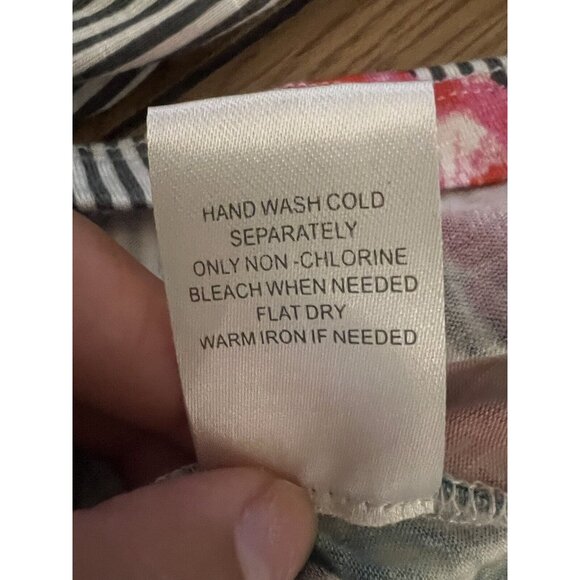 HAND WASH COLD
SEPARATELY
ONLY NON -CHLORINE
BLEACH WHEN NEEDED
FLAT DRY
WARM IRON IF NEEDED